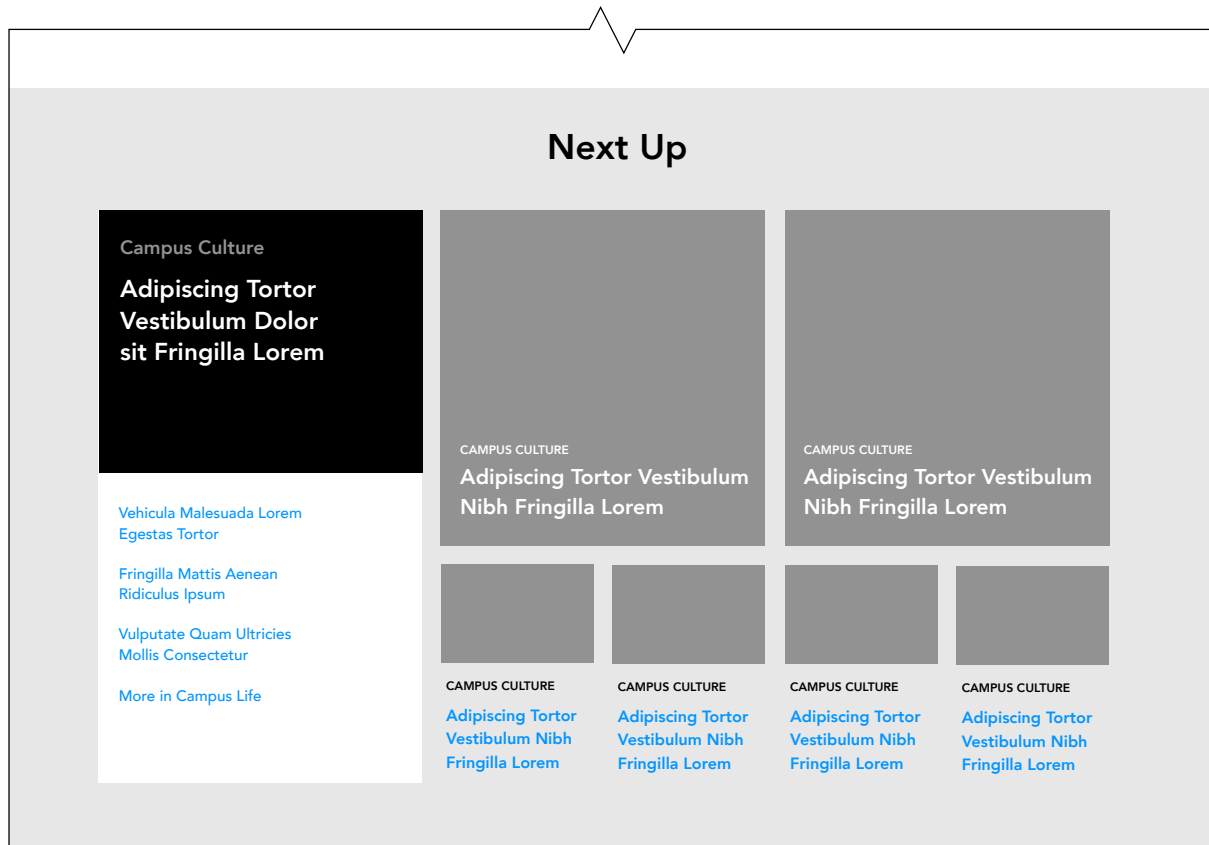 Next Up
Campus Culture
Adipiscing Tortor
Vestibulum Dolor
sit Fringilla Lorem
Vehicula Malesuada Lorem
Egestas Tortor
Fringilla Mattis Aenean
Ridiculus Ipsum
Vulputate Quam Ultricies
Mollis Consectetur
More in Campus Life
CAMPUS CULTURE
Adipiscing Tortor Vestibulum
Nibh Fringilla Lorem
CAMPUS CULTURE
Adipiscing Tortor Vestibulum
Nibh Fringilla Lorem
CAMPUS CULTURE
Adipiscing Tortor
Vestibulum Nibh
Fringilla Lorem
CAMPUS CULTURE
Adipiscing Tortor
Vestibulum Nibh
Fringilla Lorem
CAMPUS CULTURE
Adipiscing Tortor
Vestibulum Nibh
Fringilla Lorem
CAMPUS CULTURE
Adipiscing Tortor
Vestibulum Nibh
Fringilla Lorem